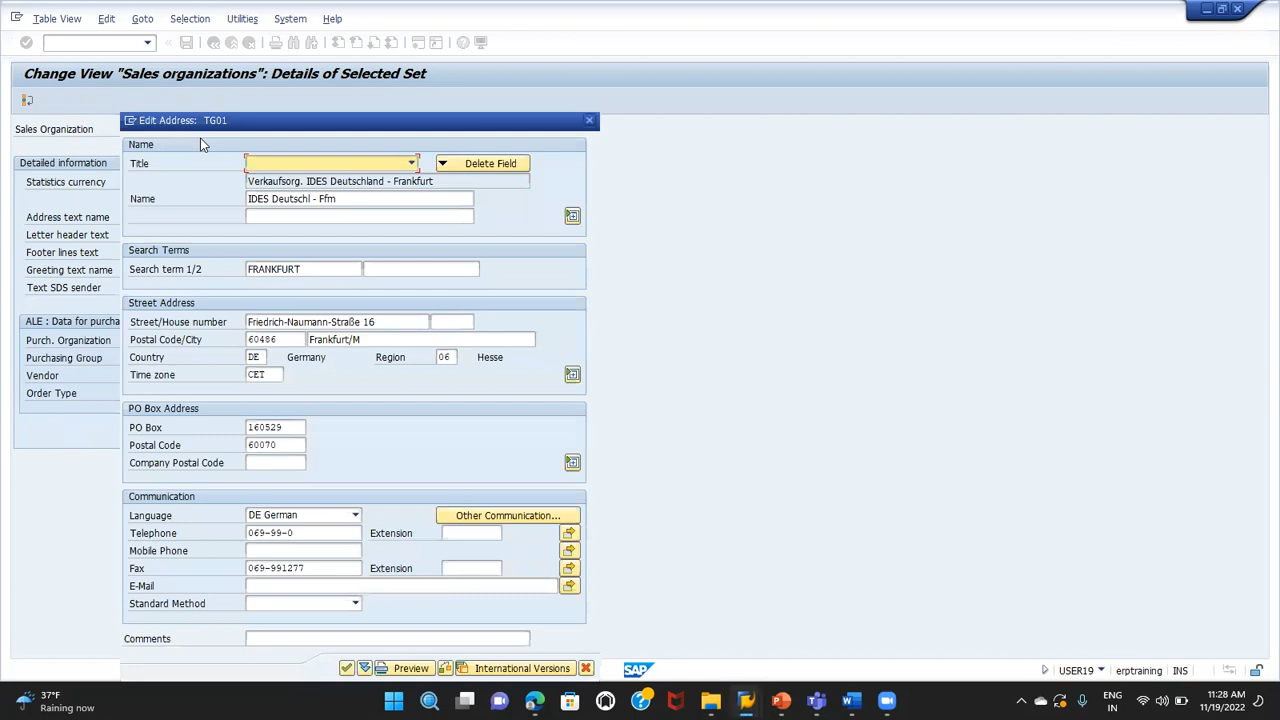 Table View Edit Goto Selection Utilities System Help
Change View "Sales organizations": Details of Selected Set
Sales Organization
Detailed information
Statistics currency
Address text name
Letter header text
Footer lines text
Greeting text name
Text SDS sender
ALE : Data for purcha
Purch. Organization
Purchasing Group
Vendor
Order Type
Edit Address: TG01
Name
Title Delete Field
Verkaufsorg. IDES Deutschland - Frankfurt
Name IDES Deutschl - Ffm
Search Terms
Search term 1/2 FRANKFURT
Street Address
Street/House number Friedrich-Naumann-Straße 16
Postal Code/City 60486 Frankfurt/M
Country DE Germany Region 06 Hesse
Time zone CET
PO Box Address
PO Box 160529
Postal Code 60070
Company Postal Code
Communication
Language DE German Other Communication...
Telephone 069-99-0 Extension
Mobile Phone
Fax 069-991277 Extension
E-Mail
Standard Method
Comments
Preview International Versions
SAP USER19 erptraining INS
37°F
Raining now
ENG
IN
11:28 AM
11/19/2022